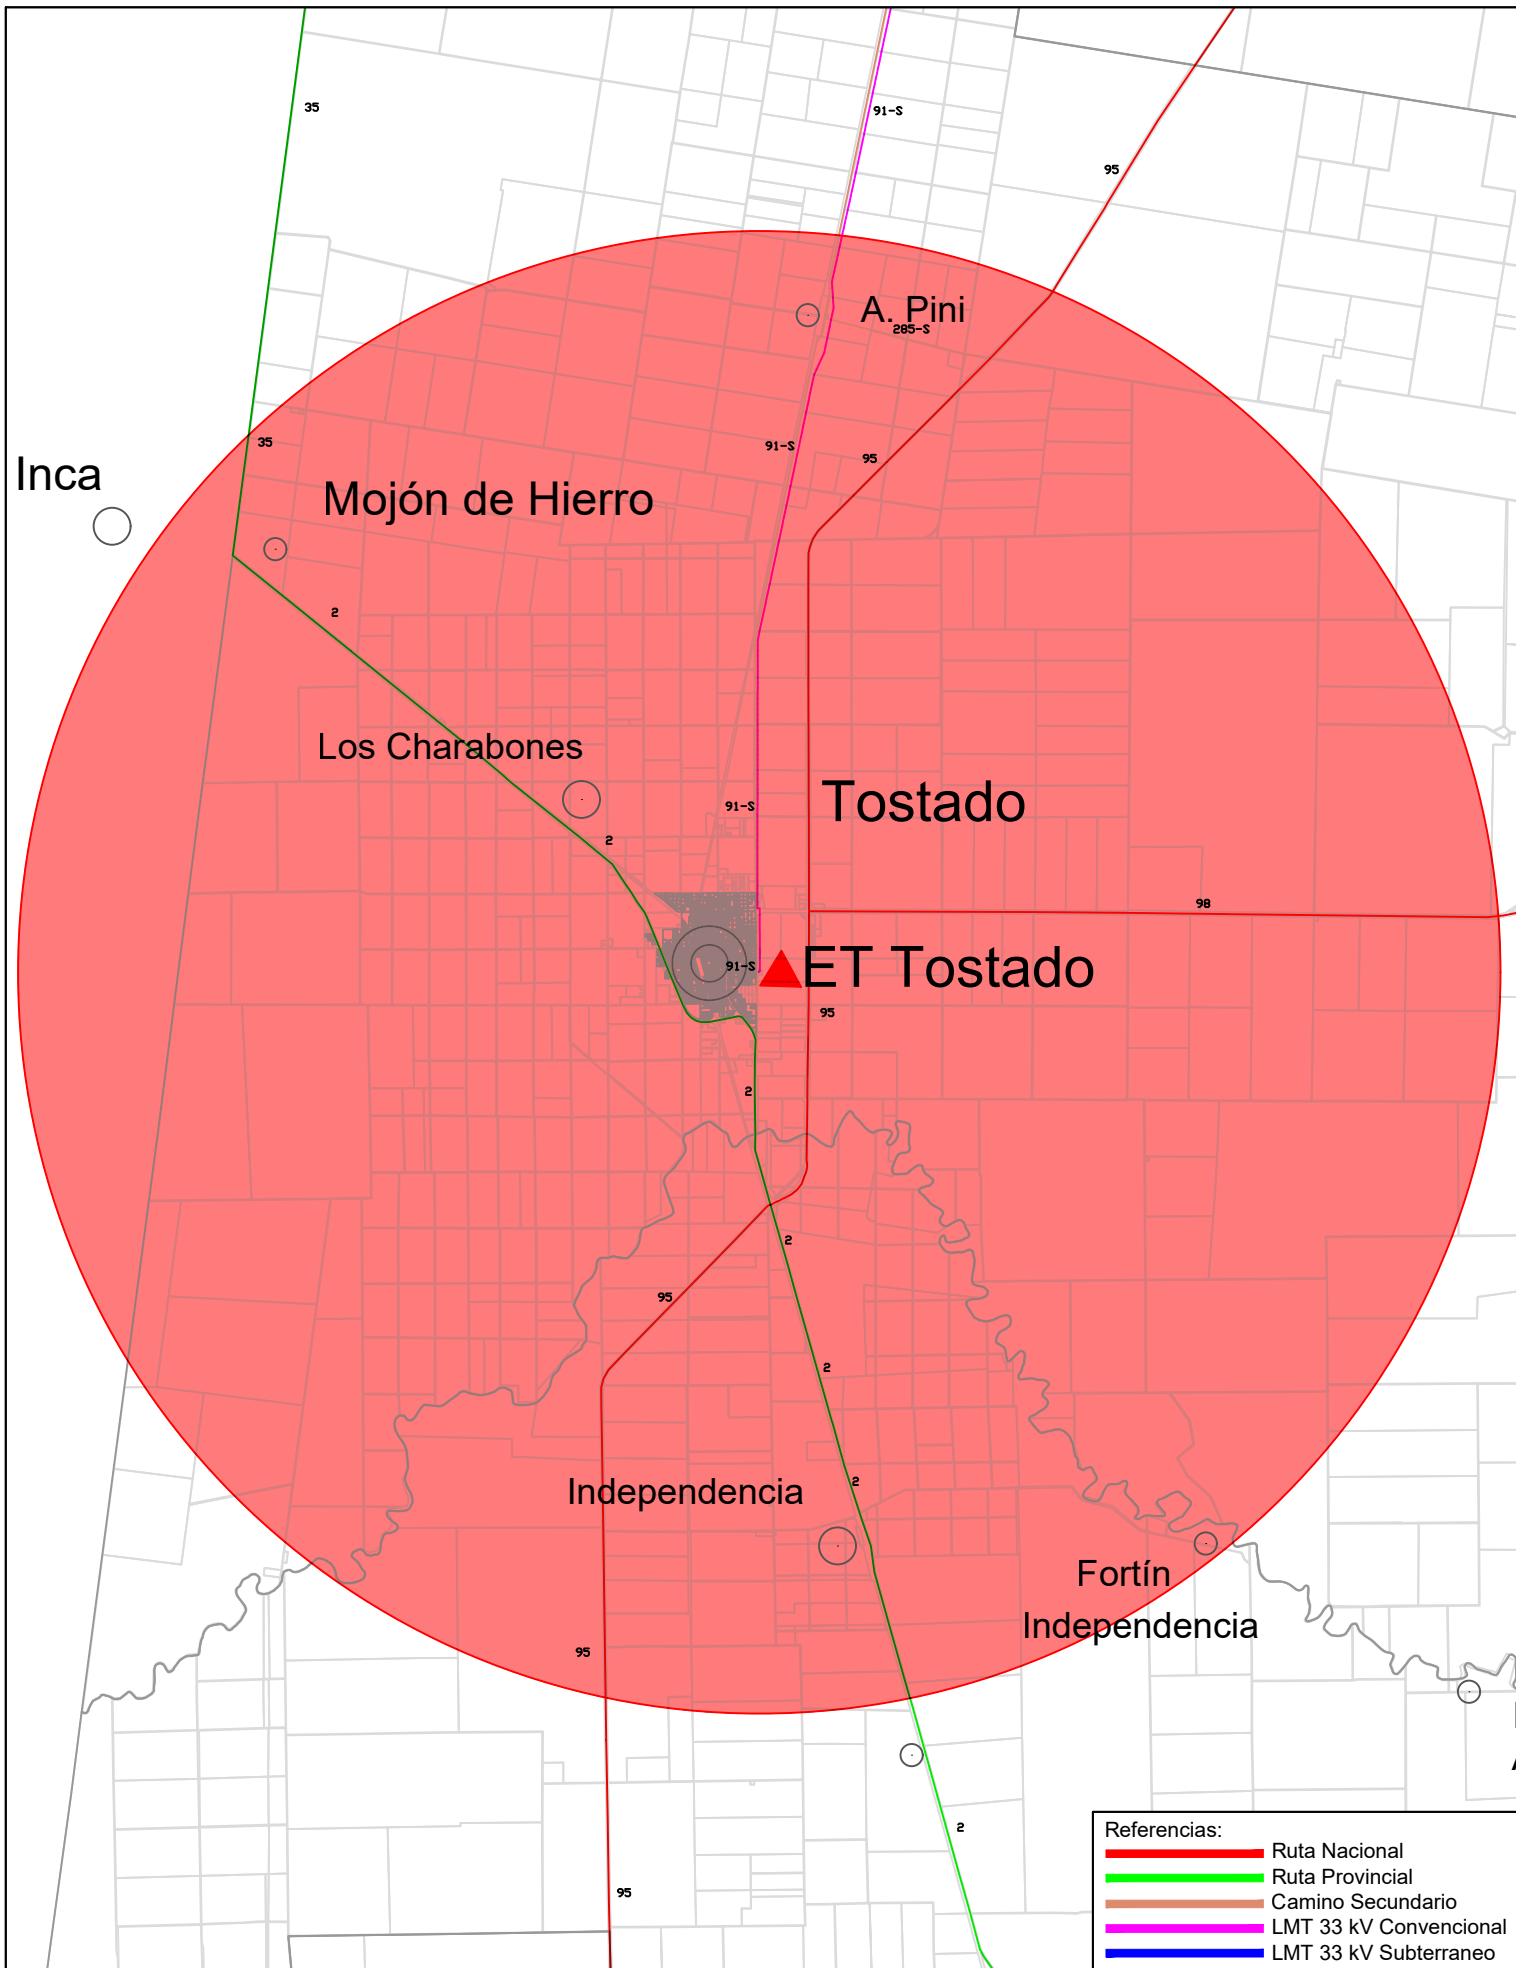 35
91-S
95
A. Pini
285-S
35
91-S
95
Inca
Mojón de Hierro
2
Los Charabones
91-S
Tostado
2
98
91-S
ET Tostado
95
2
2
95
2
2
Independencia
Fortín
Independencia
95
2
95
Referencias:
Ruta Nacional
Ruta Provincial
Camino Secundario
LMT 33 kV Convencional
LMT 33 kV Subterraneo